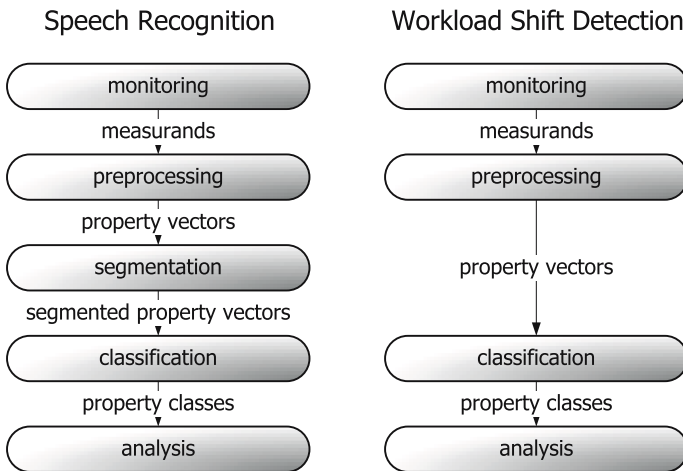 Speech Recognition
monitoring
measurands
preprocessing
property vectors
segmentation
segmented property vectors
classification
property classes
analysis
Workload Shift Detection
monitoring
measurands
preprocessing
property vectors
classification
property classes
analysis